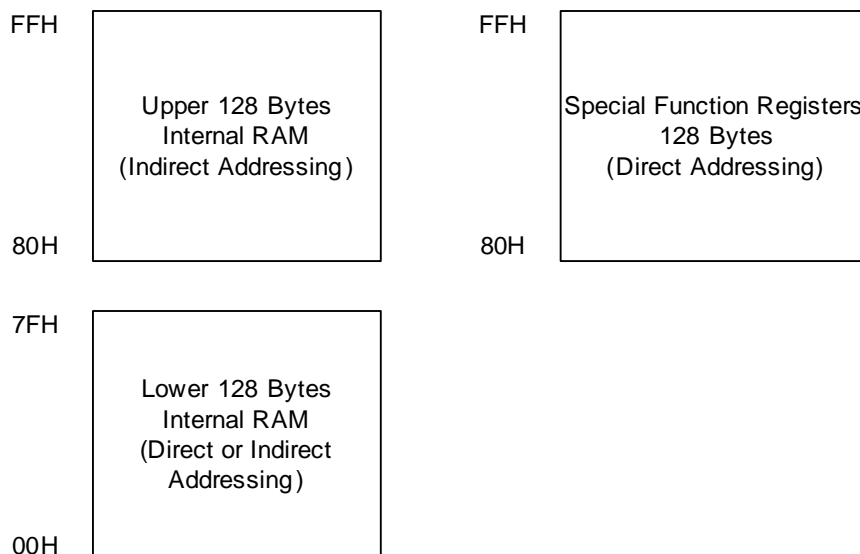 FFH
Upper 128 Bytes
Internal RAM
(Indirect Addressing)
80H
FFH
Special Function Registers
128 Bytes
(Direct Addressing)
80H
7FH
Lower 128 Bytes
Internal RAM
(Direct or Indirect
Addressing)
00H